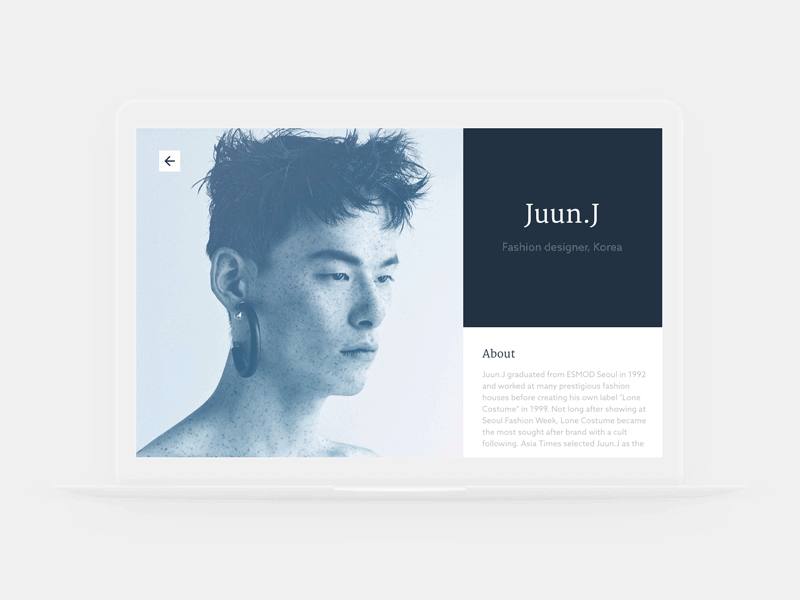 Juun.J
Fashion designer, Korea
About
Juun.J graduated from ESMOD Seoul in 1992
and worked at many prestigious fashion
houses before creating his own label "Lone
Costume" in 1999. Not long after showing at
Seoul Fashion Week, Lone Costume became
the most sought after brand with a cult
following. Asia Times selected Juun.J as the